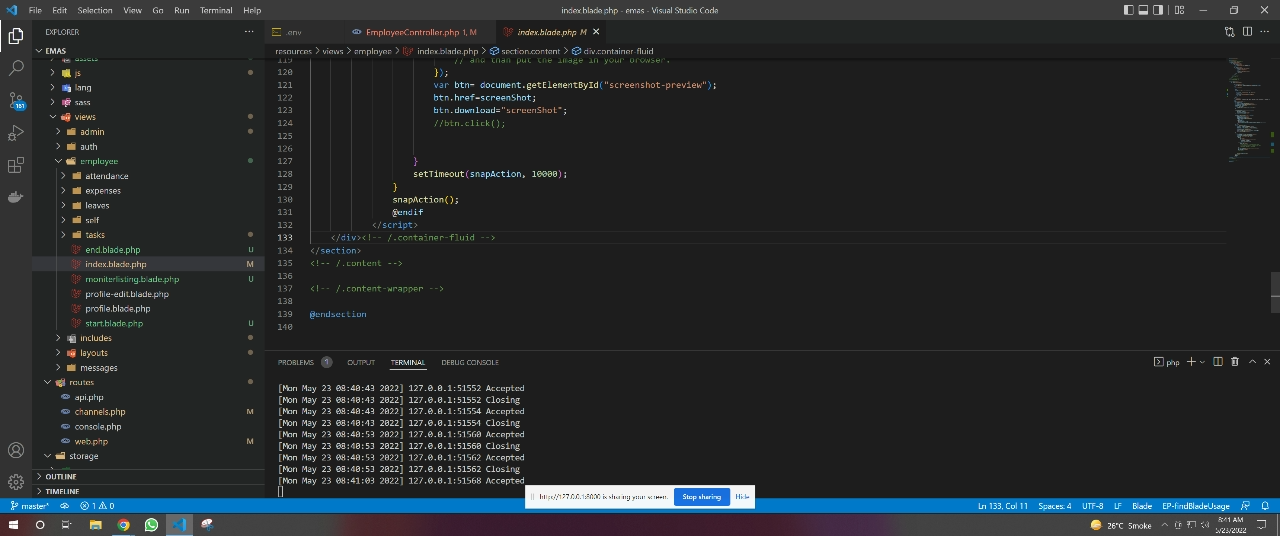 File Edit Selection View Go Run Terminal Help
index.blade.php - emas - Visual Studio Code
EXPLORER
EMAS
assets
js
lang
sass
views
admin
auth
employee
attendance
expenses
leaves
self
tasks
end.blade.php U
index.blade.php M
moniterlisting.blade.php U
profile-edit.blade.php
profile.blade.php
start.blade.php U
includes
layouts
messages
routes
api.php
channels.php M
console.php
web.php M
storage
OUTLINE
TIMELINE
161
.env
EmployeeController.php 1, M
index.blade.php M
resources > views > employee > index.blade.php > section.content > div.container-fluid
119 // and than put the image in your browser.
120 });
121 var btn= document.getElementById("screenshot-preview");
122 btn.href=screenShot;
123 btn.download="screenShot";
124 //btn.click();
125
126
127 }
128 setTimeout(snapAction, 10000);
129 }
130 snapAction();
131 @endif
132 </script>
133 </div><!-- /.container-fluid -->
134 </section>
135 <!-- /.content -->
136
137 <!-- /.content-wrapper -->
138
139 @endsection
140
PROBLEMS 1 OUTPUT TERMINAL DEBUG CONSOLE
php
[Mon May 23 08:40:43 2022] 127.0.0.1:51552 Accepted
[Mon May 23 08:40:43 2022] 127.0.0.1:51552 Closing
[Mon May 23 08:40:43 2022] 127.0.0.1:51554 Accepted
[Mon May 23 08:40:43 2022] 127.0.0.1:51554 Closing
[Mon May 23 08:40:53 2022] 127.0.0.1:51560 Accepted
[Mon May 23 08:40:53 2022] 127.0.0.1:51560 Closing
[Mon May 23 08:40:53 2022] 127.0.0.1:51562 Accepted
[Mon May 23 08:40:53 2022] 127.0.0.1:51562 Closing
[Mon May 23 08:41:03 2022] 127.0.0.1:51568 Accepted
http://127.0.0.1:8000 is sharing your screen. Stop sharing Hide
master* 1 0
Ln 133, Col 11 Spaces: 4 UTF-8 LF Blade EP-findBladeUsage
26°C Smoke
8:41 AM
5/23/2022